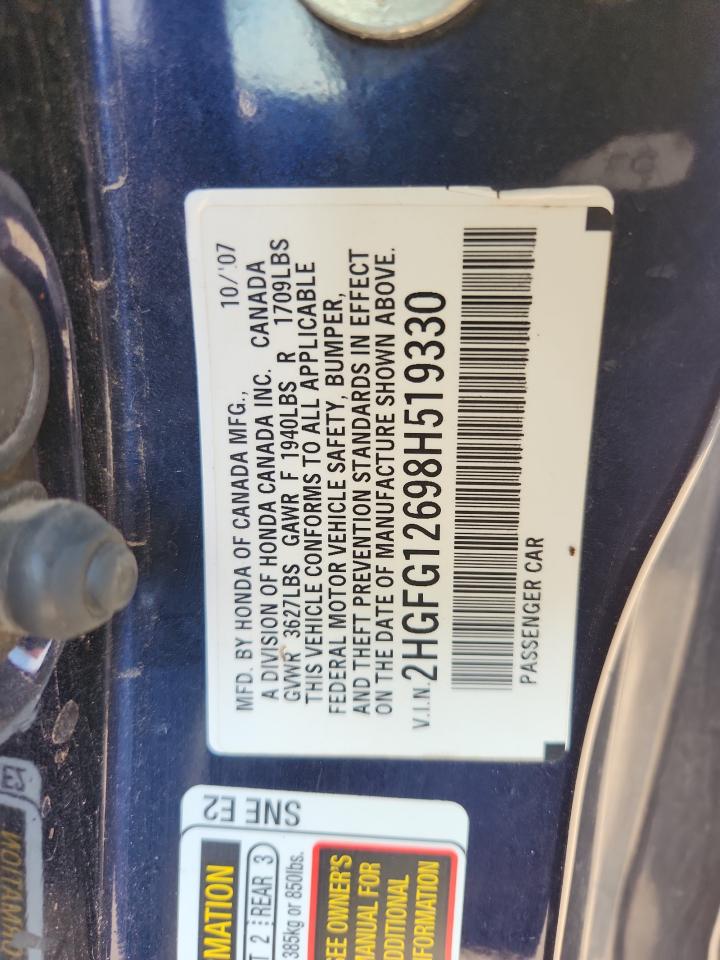 MFD. BY HONDA OF CANADA MFG., 10/'07
A DIVISION OF HONDA CANADA INC. CANADA
GVWR 3627LBS GAWR F 1940LBS R 1709LBS
THIS VEHICLE CONFORMS TO ALL APPLICABLE
FEDERAL MOTOR VEHICLE SAFETY, BUMPER,
AND THEFT PREVENTION STANDARDS IN EFFECT
ON THE DATE OF MANUFACTURE SHOWN ABOVE.
V.I.N. 2HGFG12698H519330
PASSENGER CAR
SNE E2
MATION
T 2 REAR 3
385kg or 850lbs.
SEE OWNER'S
MANUAL FOR
ADDITIONAL
INFORMATION